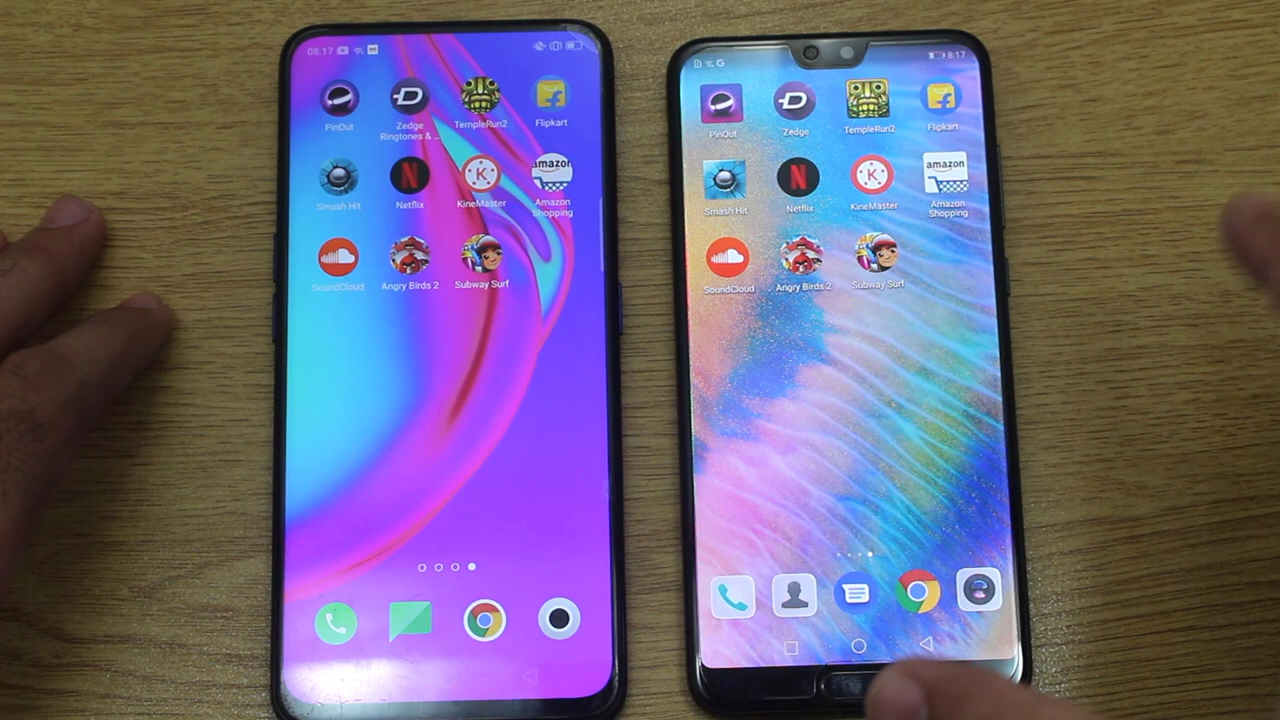 08:17
PinOut
Zedge
Ringtones & ...
TempleRun2
Flipkart
Smash Hit
Netflix
KineMaster
amazon
Amazon
Shopping
SoundCloud
Angry Birds 2
Subway Surf
8:17
PinOut
Zedge
TempleRun2
Flipkart
Smash Hit
Netflix
KineMaster
amazon
Amazon
Shopping
SoundCloud
Angry Birds 2
Subway Surf